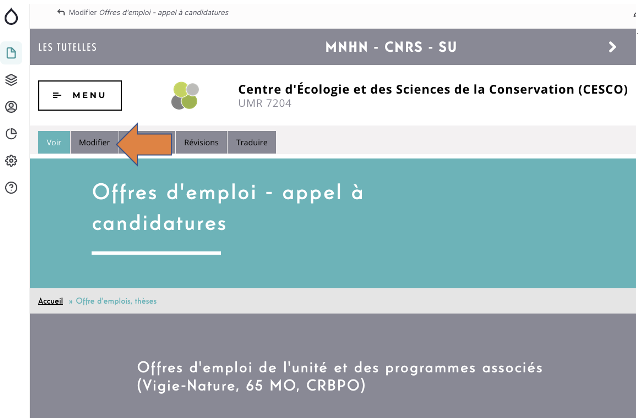 Modifier Offres d'emploi - appel à candidatures
LES TUTELLES
MNHN - CNRS - SU
MENU
Centre d'Écologie et des Sciences de la Conservation (CESCO)
UMR 7204
Voir
Modifier
Révisions
Traduire
Offres d'emploi - appel à
candidatures
Accueil » Offre d'emplois, thèses
Offres d'emploi de l'unité et des programmes associés
(Vigie-Nature, 65 MO, CRBPO)